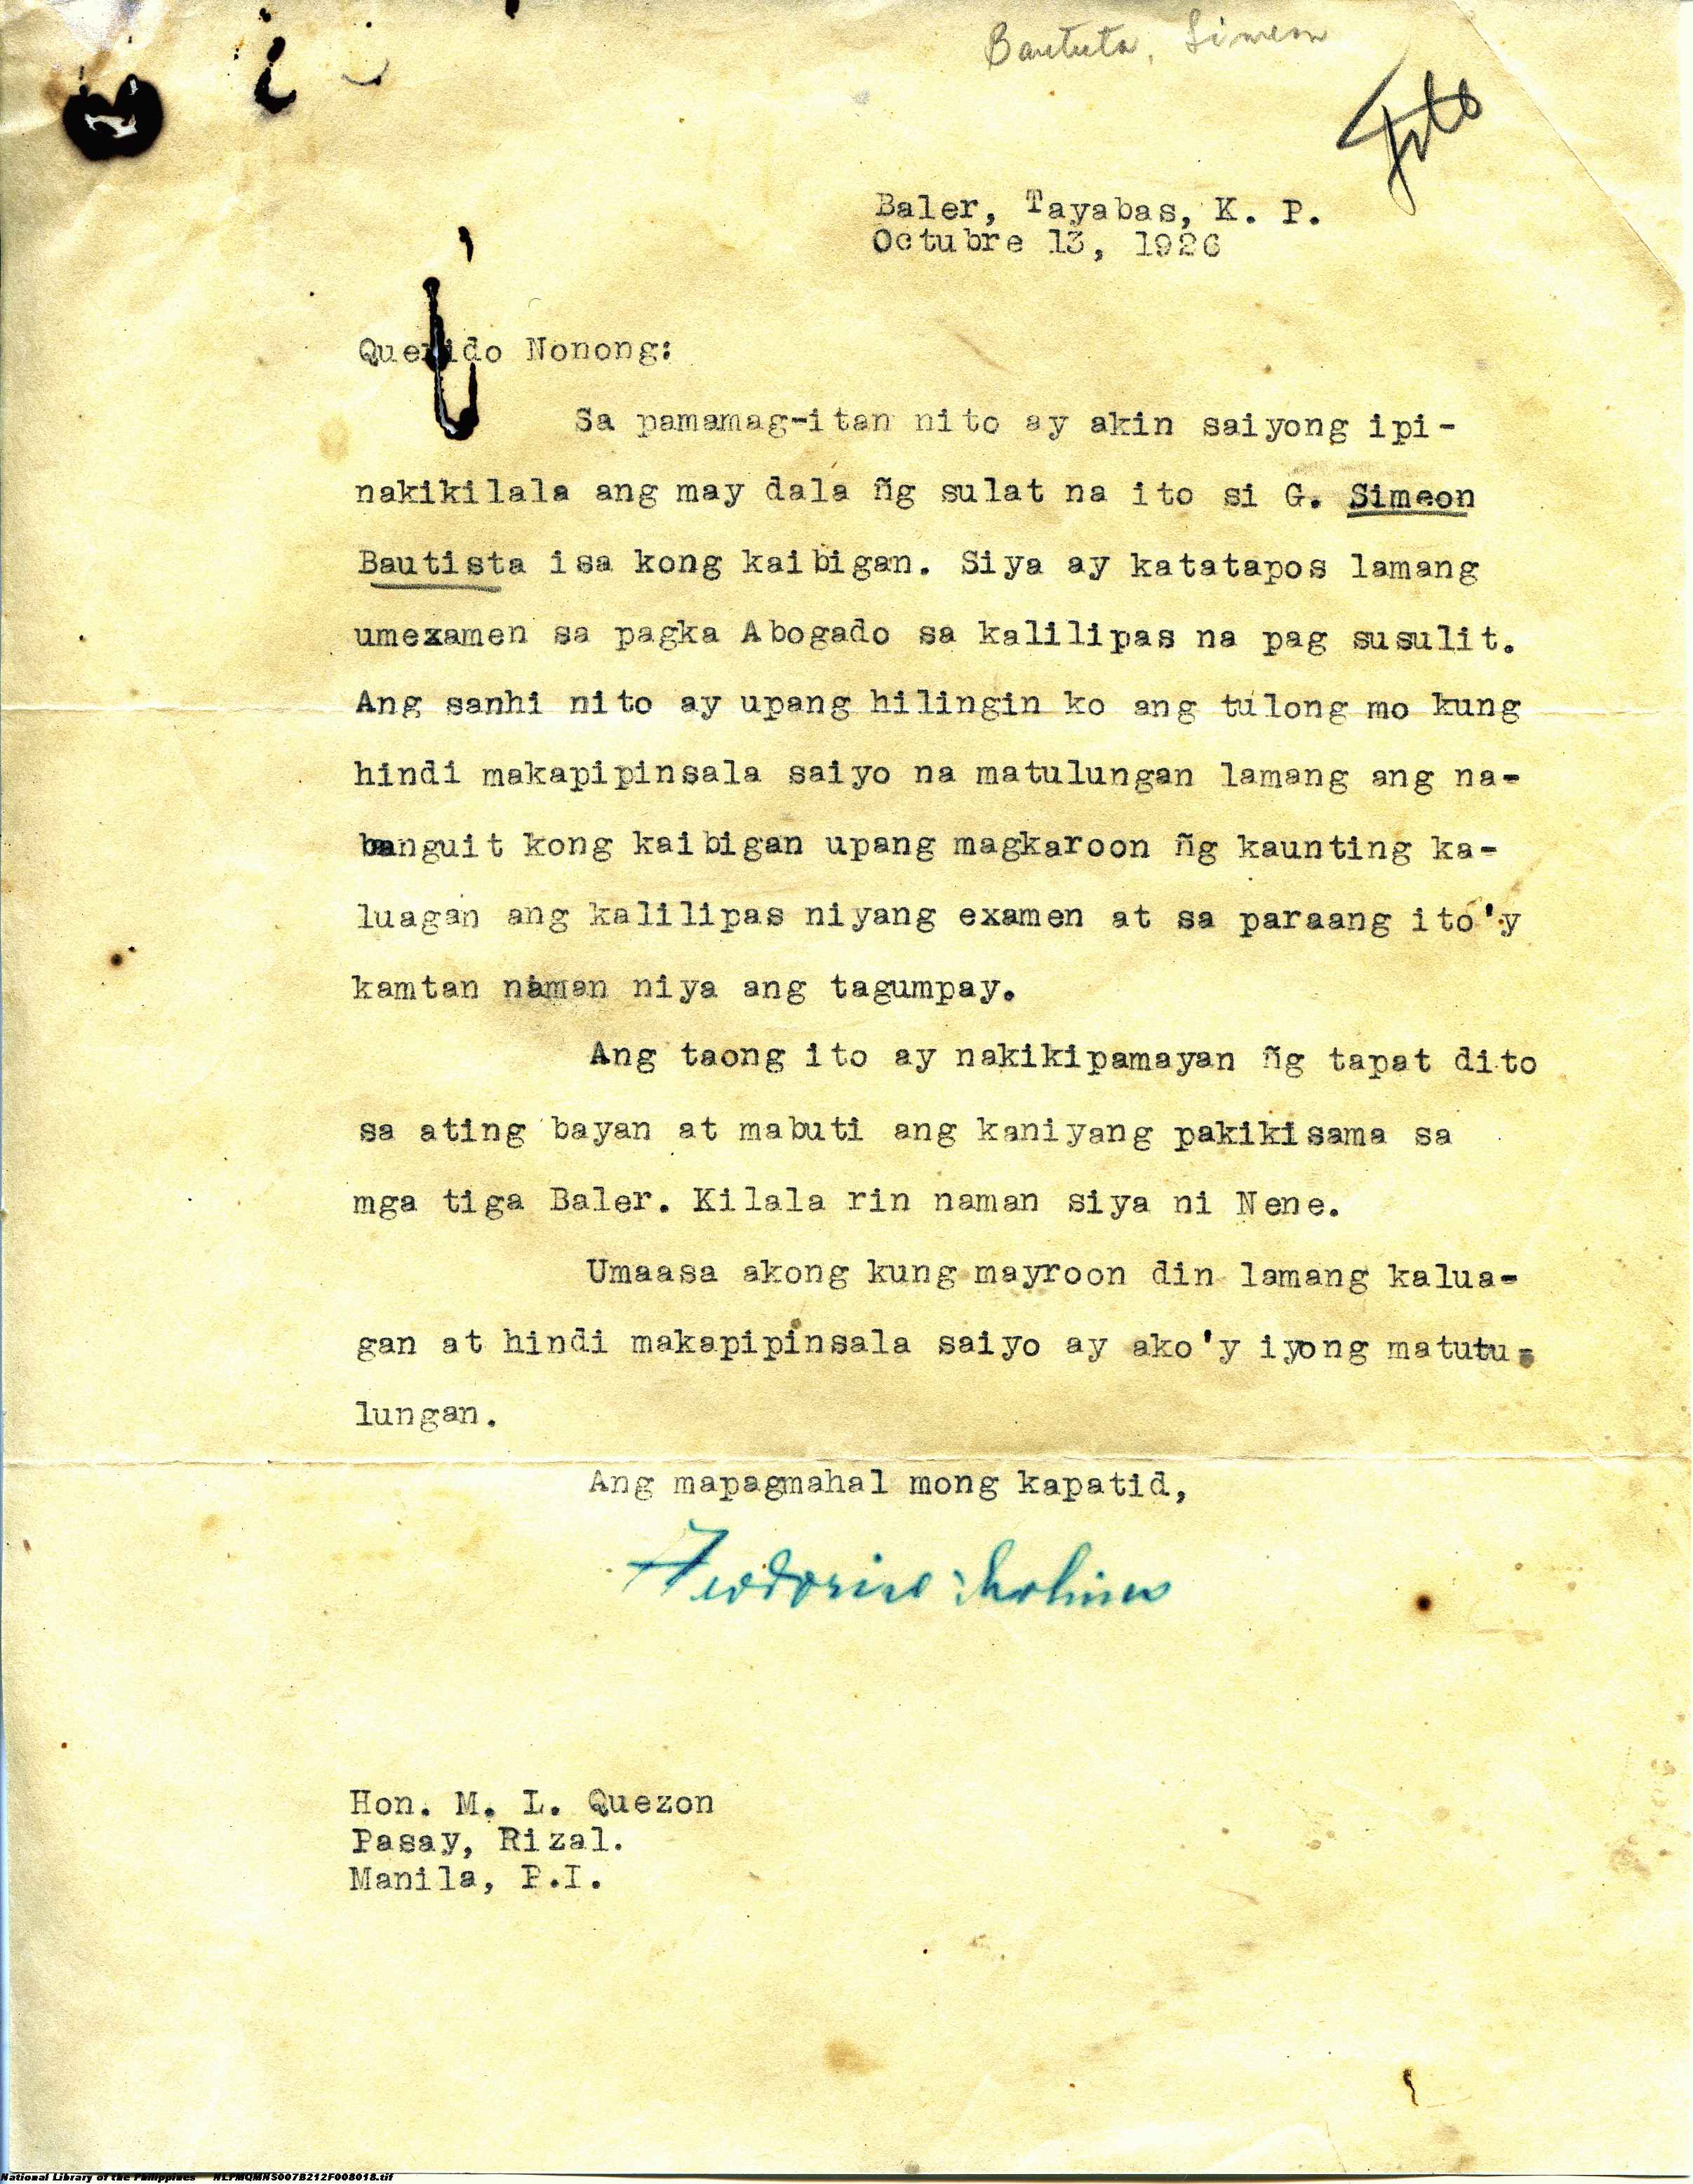 Bautista, Simeon
Baler, Tayabas, K. P.
Octubre 13, 1926
Querido Nonong:
Sa pamamag-itan nito ay akin saiyong ipi-
nakikilala ang may dala ñg sulat na ito si G. Simeon
Bautista isa kong kaibigan. Siya ay katatapos lamang
umexamen sa pagka Abogado sa kalilipas na pag susulit.
Ang sanhi nito ay upang hilingin ko ang tulong mo kung
hindi makapipinsala saiyo na matulungan lamang ang na-
banguit kong kaibigan upang magkaroon ñg kaunting ka-
luagan ang kalilipas niyang examen at sa paraang ito'y
kamtan naman niya ang tagumpay.
Ang taong ito ay nakikipamayan ñg tapat dito
sa ating bayan at mabuti ang kaniyang pakikisama sa
mga tiga Baler. Kilala rin naman siya ni Nene.
Umaasa akong kung mayroon din lamang kalua-
gan at hindi makapipinsala saiyo ay ako'y iyong matutu-
lungan.
Ang mapagmahal mong kapatid,
Hon. M. L. Quezon
Pasay, Rizal.
Manila, P.I.
National Library of the Philippines NLPMQMNS007B212F008018.tif